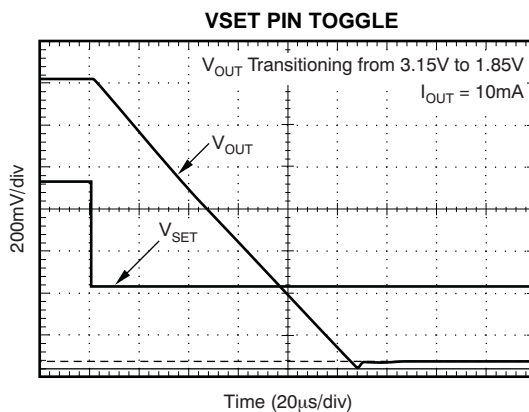 VSET PIN TOGGLE
VOUT Transitioning from 3.15V to 1.85V
IOUT = 10mA
VOUT
VSET
200mV/div
Time (20μs/div)